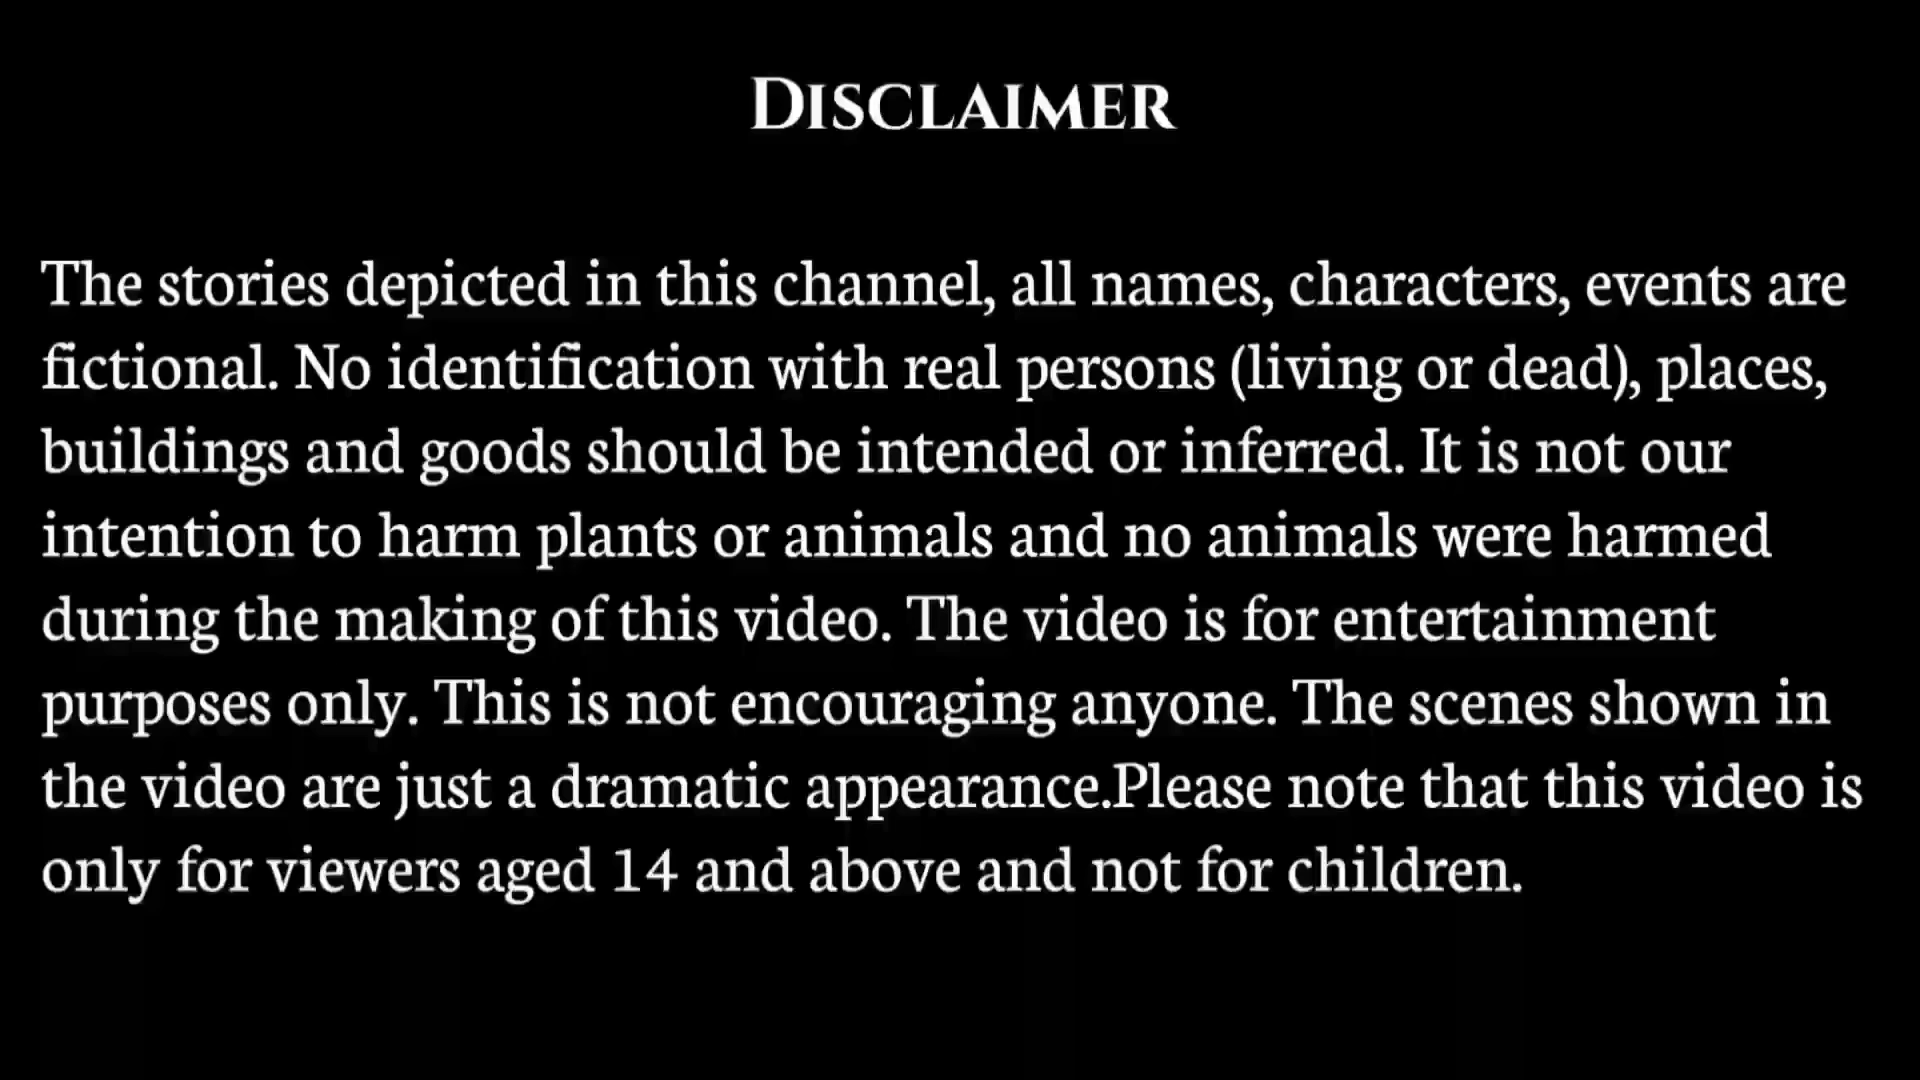 Disclaimer
The stories depicted in this channel, all names, characters, events are
fictional. No identification with real persons (living or dead), places,
buildings and goods should be intended or inferred. It is not our
intention to harm plants or animals and no animals were harmed
during the making of this video. The video is for entertainment
purposes only. This is not encouraging anyone. The scenes shown in
the video are just a dramatic appearance.Please note that this video is
only for viewers aged 14 and above and not for children.